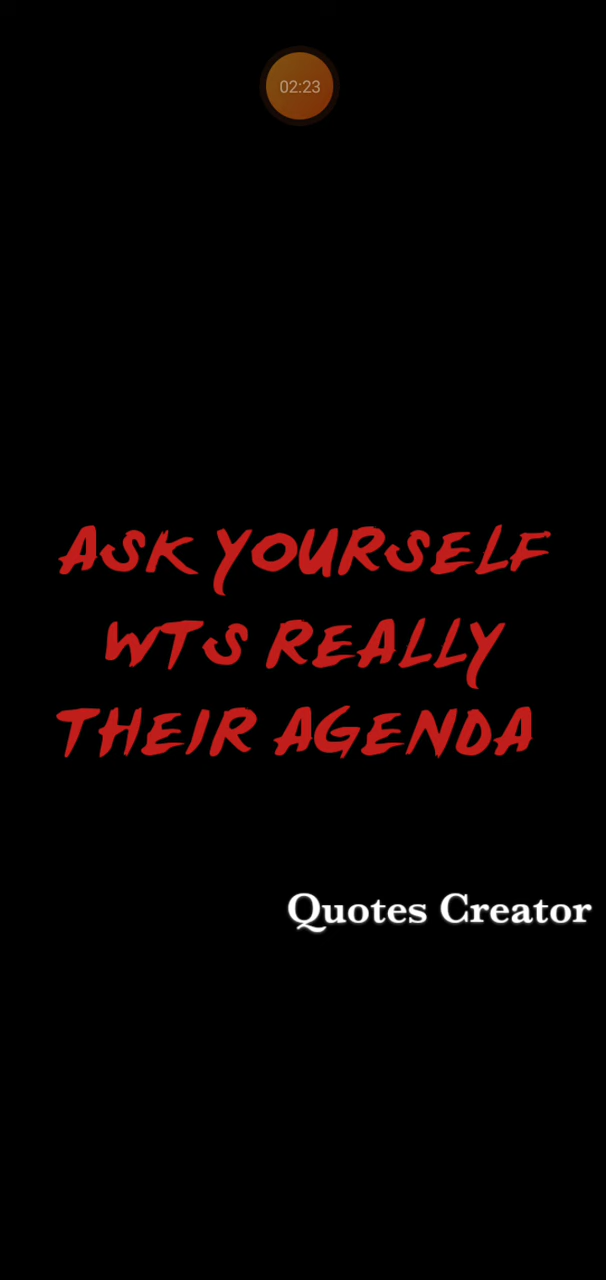 02:23
ASK YOURSELF
WTS REALLY
THEIR AGENDA
Quotes Creator